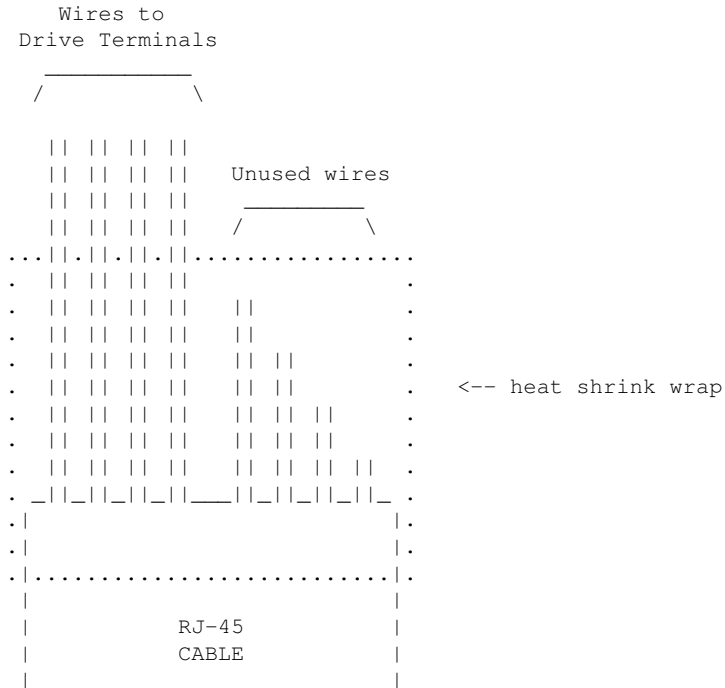 Wires to
Drive Terminals
Unused wires
<-- heat shrink wrap
RJ-45
CABLE